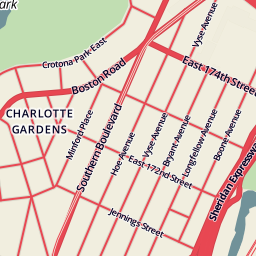 Park
Crotona Park East
Boston Road
Vyse Avenue
East 174th Street
CHARLOTTE
GARDENS
Minford Place
Southern Boulevard
Hoe Avenue
Vyse Avenue
Bryant Avenue
Longfellow Avenue
Boone Avenue
East 172nd Street
Jennings Street
Sheridan Expressway